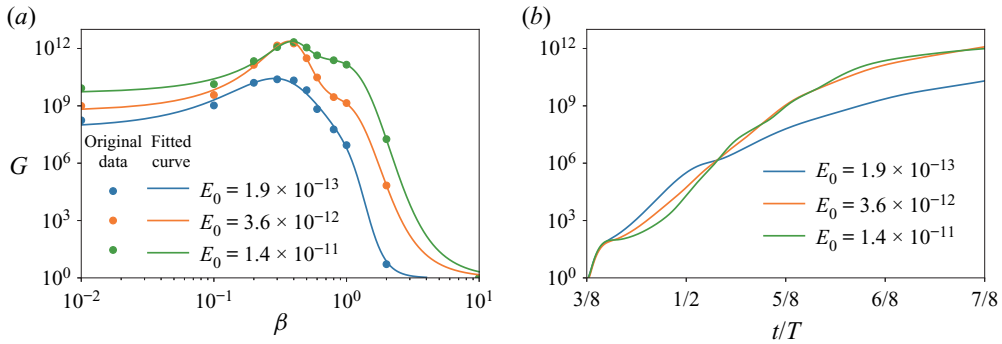 (a)
10^12
10^9
10^6
10^3
10^0
G
Original data
Fitted curve
E_0 = 1.9 × 10^−13
E_0 = 3.6 × 10^−12
E_0 = 1.4 × 10^−11
10^−2
10^−1
10^0
10^1
β
(b)
10^12
10^9
10^6
10^3
10^0
E_0 = 1.9 × 10^−13
E_0 = 3.6 × 10^−12
E_0 = 1.4 × 10^−11
3/8
1/2
5/8
6/8
7/8
t/T